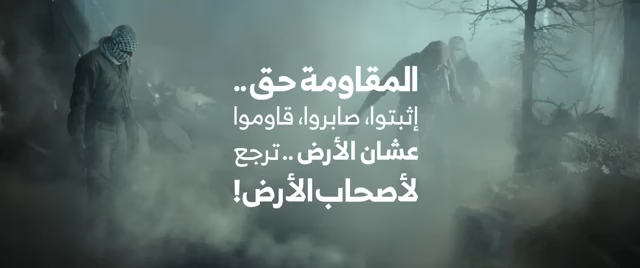 المقاومة حق..
إثبتوا، صابروا، قاوموا
عشان الأرض.. ترجع
لأصحاب الأرض!